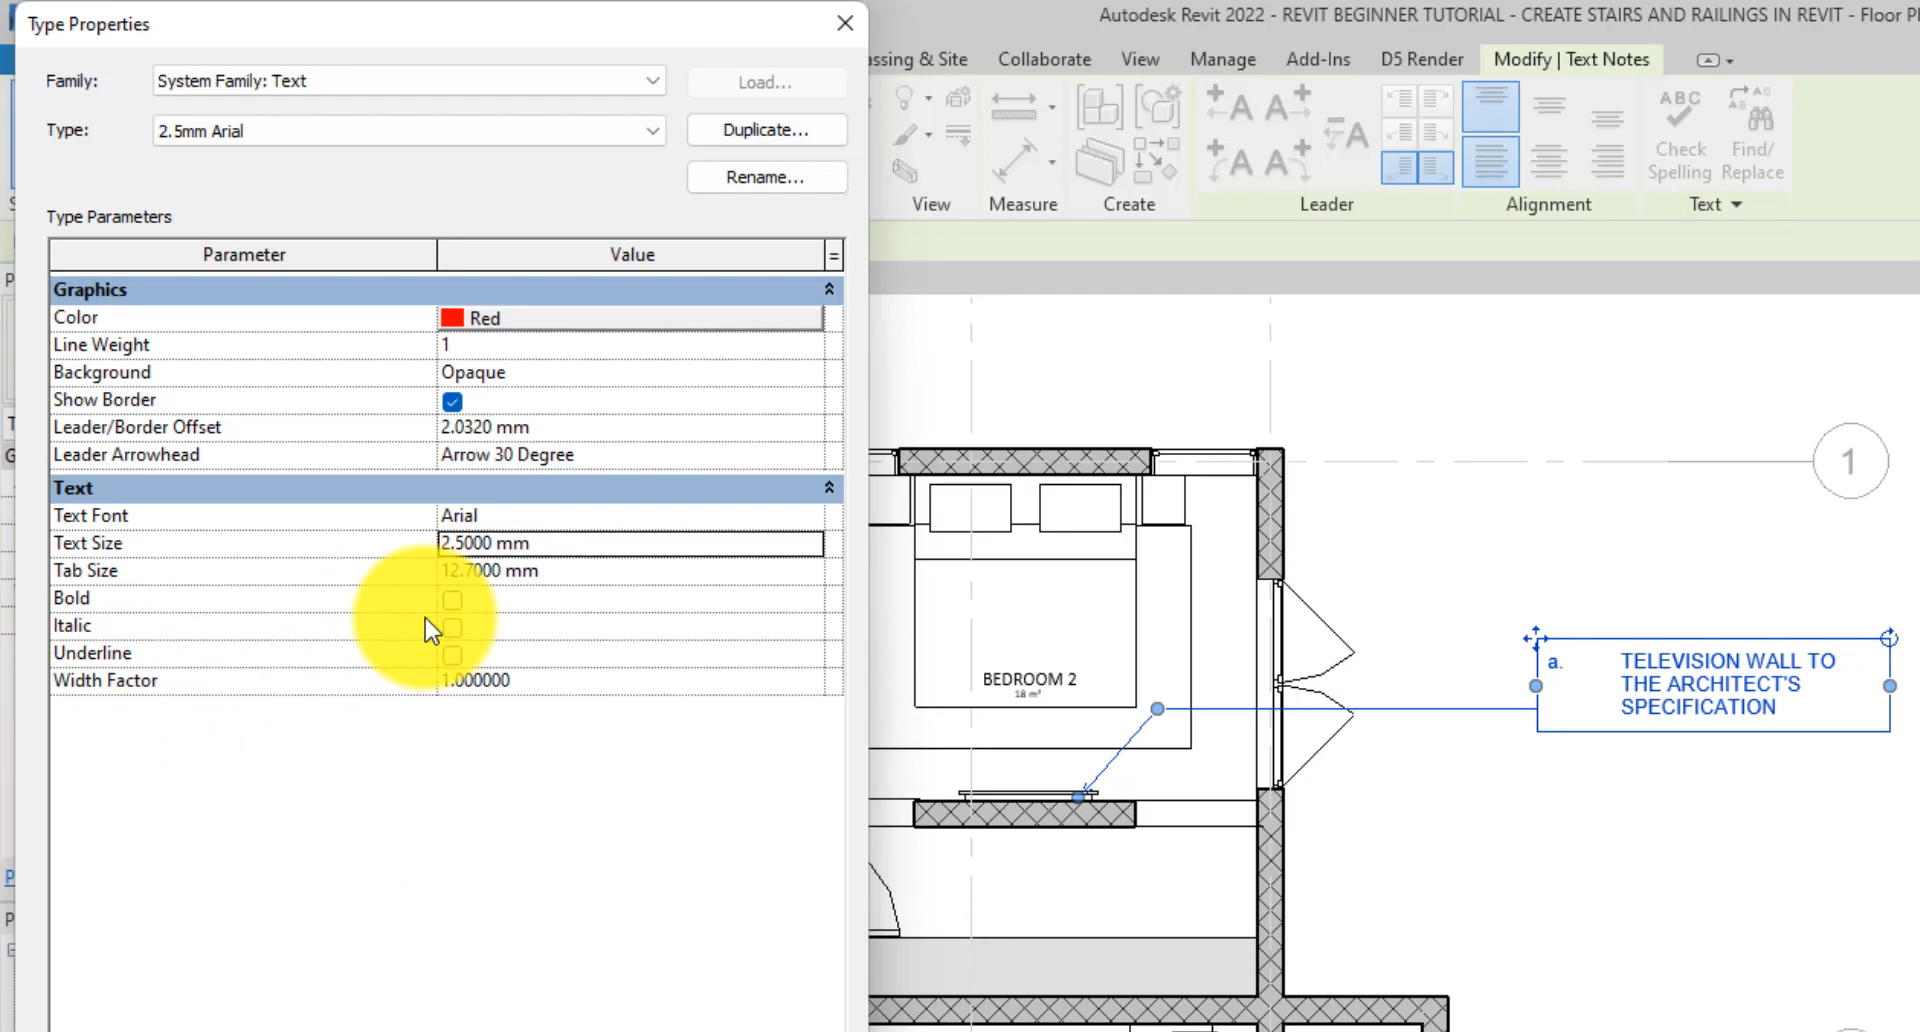 Type Properties
Autodesk Revit 2022 - REVIT BEGINNER TUTORIAL - CREATE STAIRS AND RAILINGS IN REVIT - Floor Pl
assing & Site Collaborate View Manage Add-Ins D5 Render Modify | Text Notes
Family: System Family: Text Load...
Type: 2.5mm Arial Duplicate...
Rename...
ABC
Check Spelling
Find/ Replace
View Measure Create Leader Alignment Text
Type Parameters
Parameter Value =
Graphics
Color Red
Line Weight 1
Background Opaque
Show Border
Leader/Border Offset 2.0320 mm
Leader Arrowhead Arrow 30 Degree
Text
Text Font Arial
Text Size 2.5000 mm
Tab Size 12.7000 mm
Bold
Italic
Underline
Width Factor 1.000000
1
BEDROOM 2
18 m²
a. TELEVISION WALL TO
THE ARCHITECT'S
SPECIFICATION